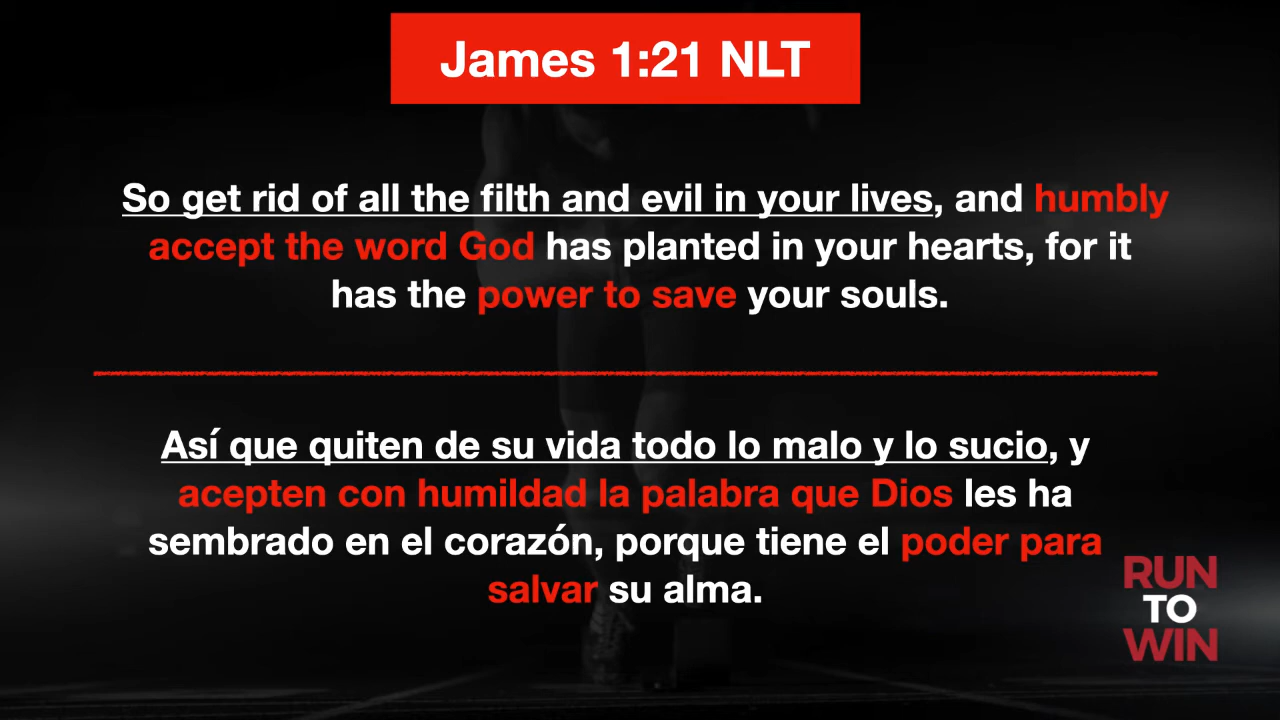 James 1:21 NLT
So get rid of all the filth and evil in your lives, and humbly
accept the word God has planted in your hearts, for it
has the power to save your souls.
Así que quiten de su vida todo lo malo y lo sucio, y
acepten con humildad la palabra que Dios les ha
sembrado en el corazón, porque tiene el poder para
salvar su alma.
RUN
TO
WIN